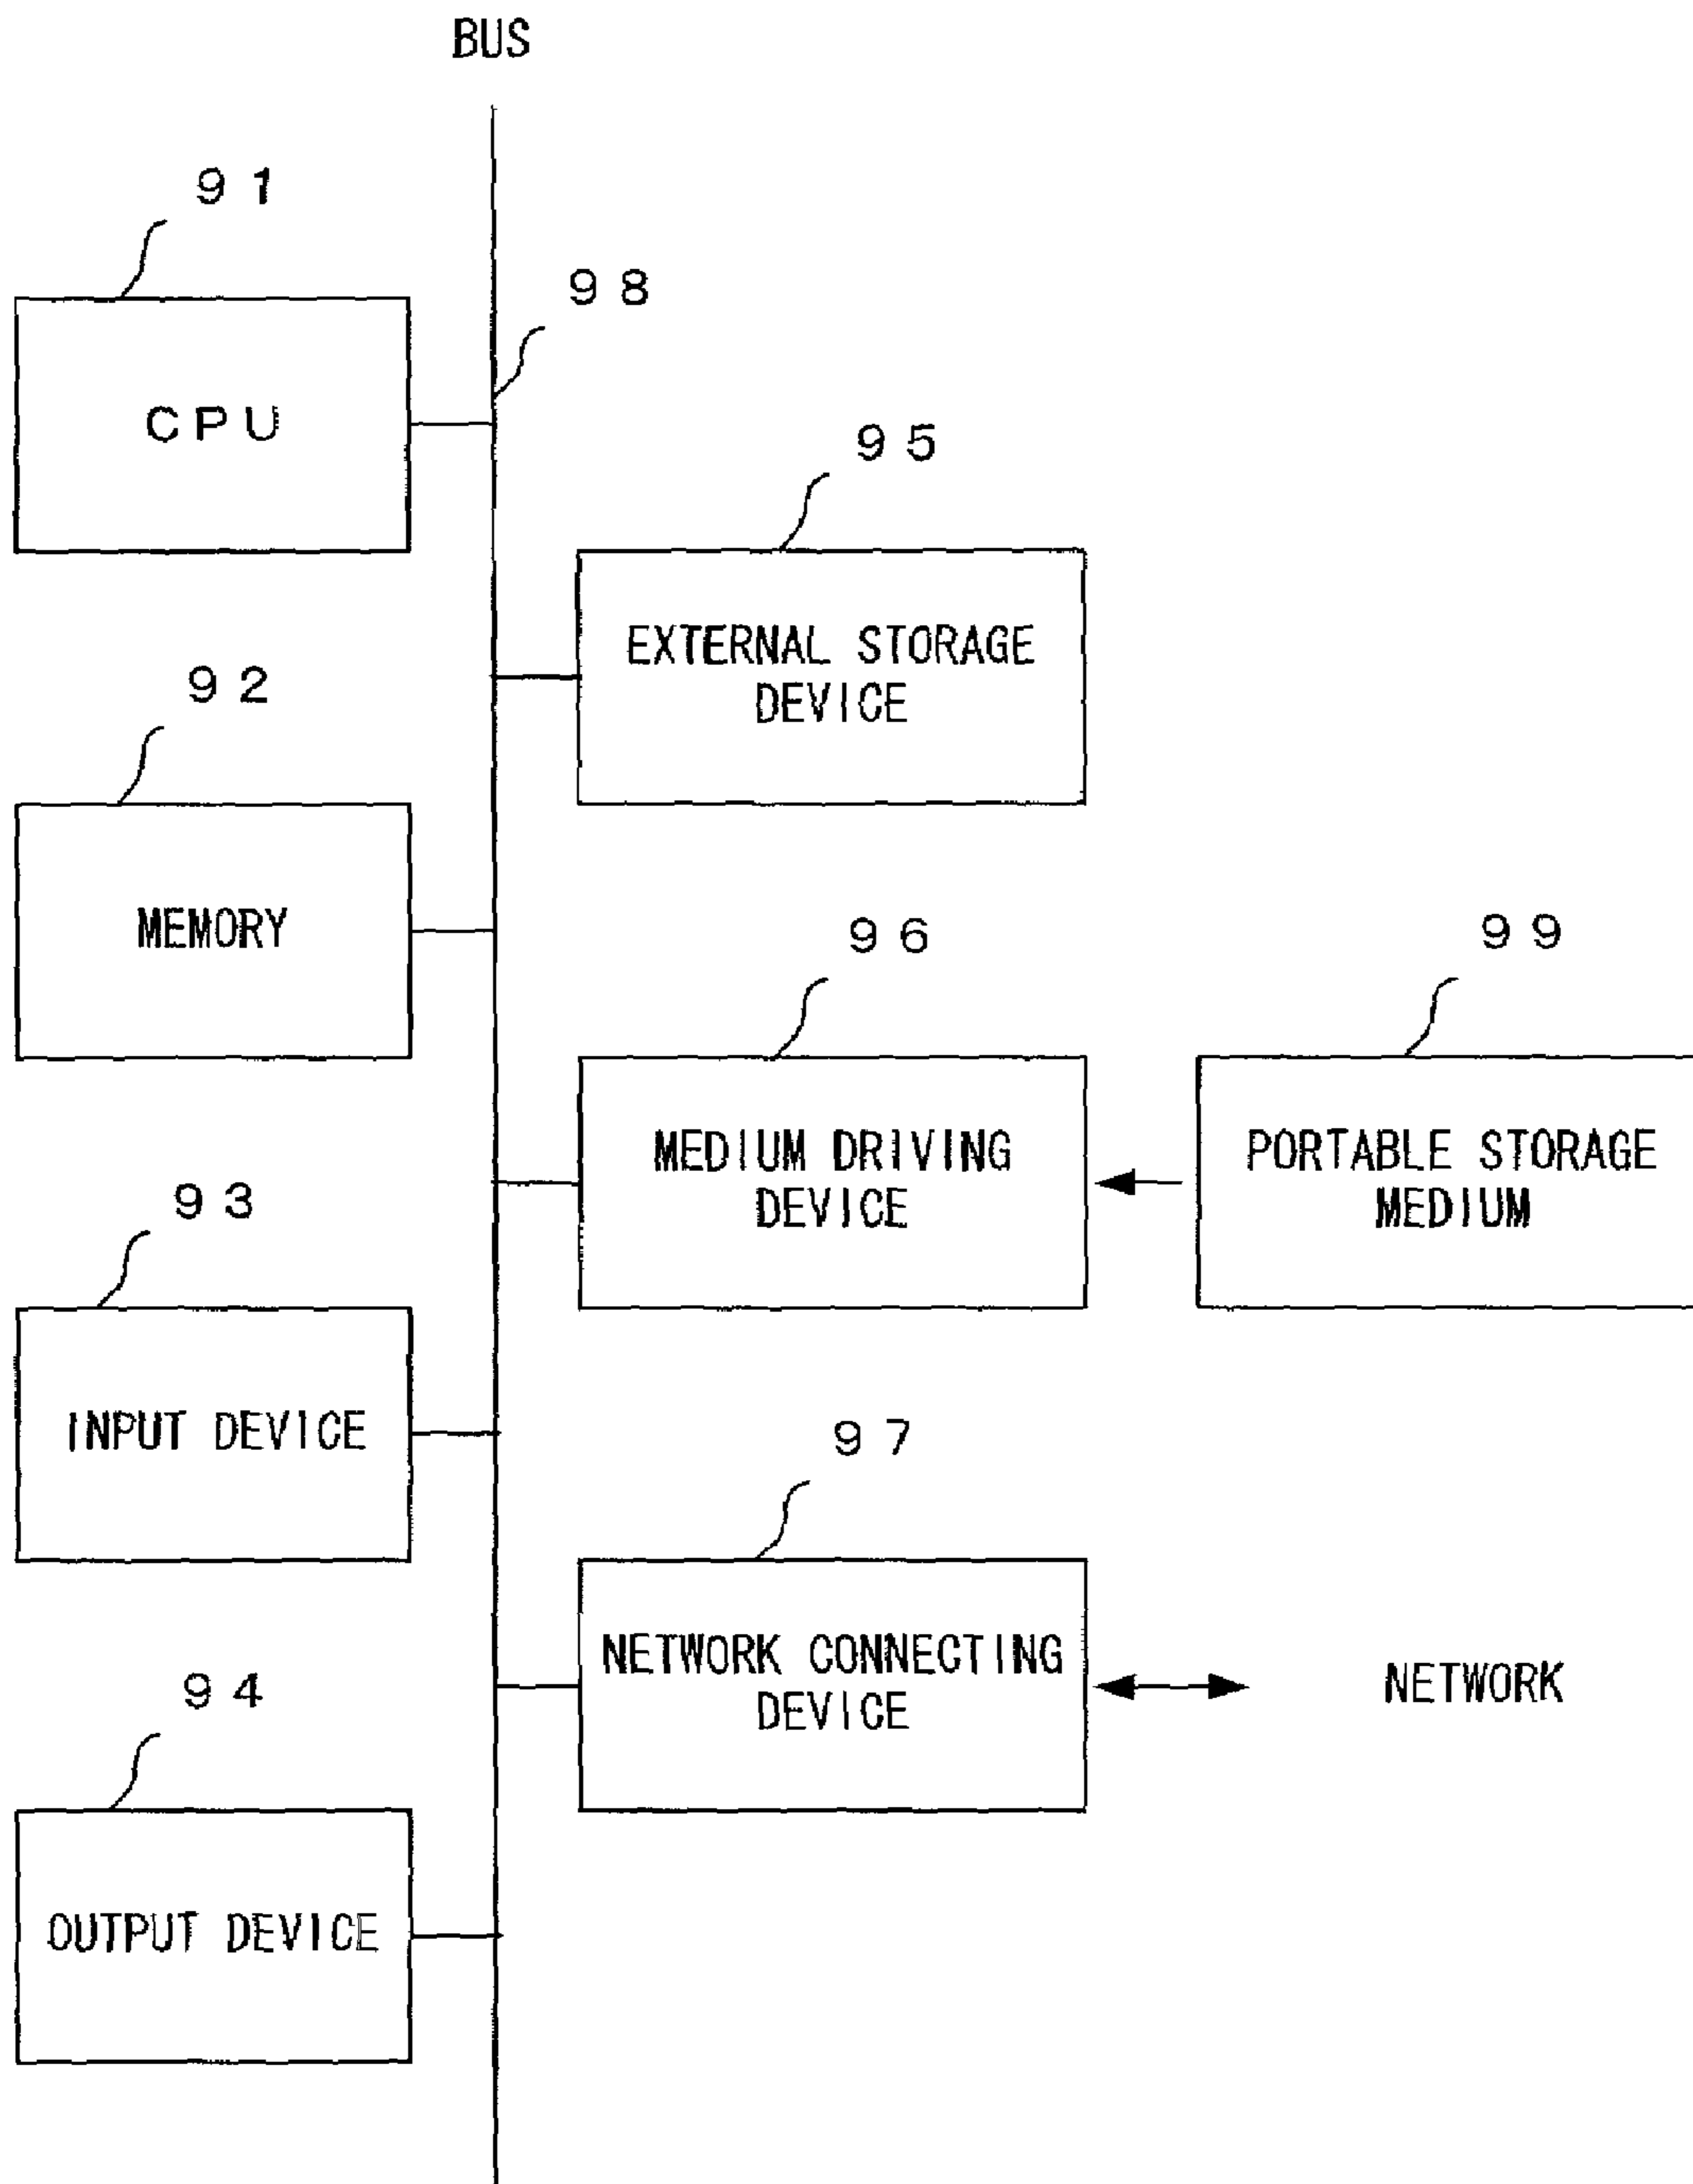 BUS
91
98
CPU
95
EXTERNAL STORAGE
DEVICE
92
MEMORY
96
99
MEDIUM DRIVING
DEVICE
PORTABLE STORAGE
MEDIUM
93
INPUT DEVICE
97
NETWORK CONNECTING
DEVICE
NETWORK
94
OUTPUT DEVICE